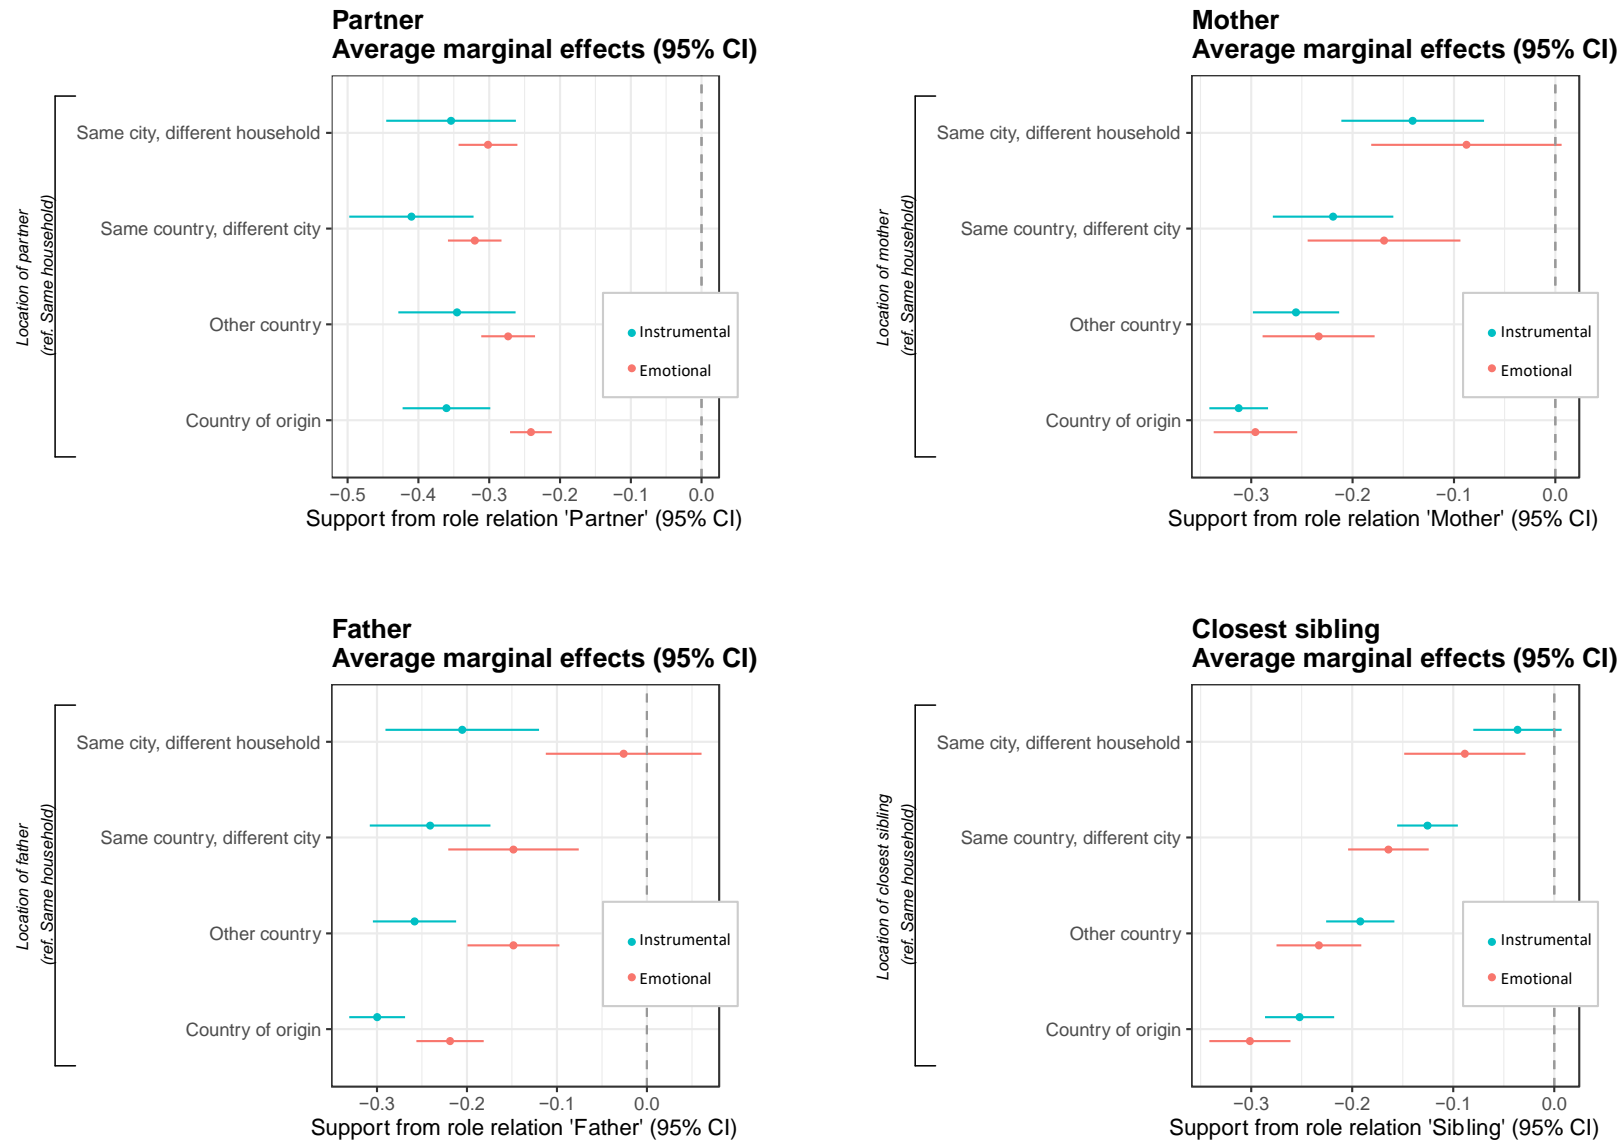 Partner
Average marginal effects (95% CI)
Location of partner
(ref. Same household)
Same city, different household
Same country, different city
Other country
Country of origin
Instrumental
Emotional
−0.5 −0.4 −0.3 −0.2 −0.1 0.0
Support from role relation 'Partner' (95% CI)
Mother
Average marginal effects (95% CI)
Location of mother
(ref. Same household)
Same city, different household
Same country, different city
Other country
Country of origin
Instrumental
Emotional
−0.3 −0.2 −0.1 0.0
Support from role relation 'Mother' (95% CI)
Father
Average marginal effects (95% CI)
Location of father
(ref. Same household)
Same city, different household
Same country, different city
Other country
Country of origin
Instrumental
Emotional
−0.3 −0.2 −0.1 0.0
Support from role relation 'Father' (95% CI)
Closest sibling
Average marginal effects (95% CI)
Location of closest sibling
(ref. Same household)
Same city, different household
Same country, different city
Other country
Country of origin
Instrumental
Emotional
−0.3 −0.2 −0.1 0.0
Support from role relation 'Sibling' (95% CI)